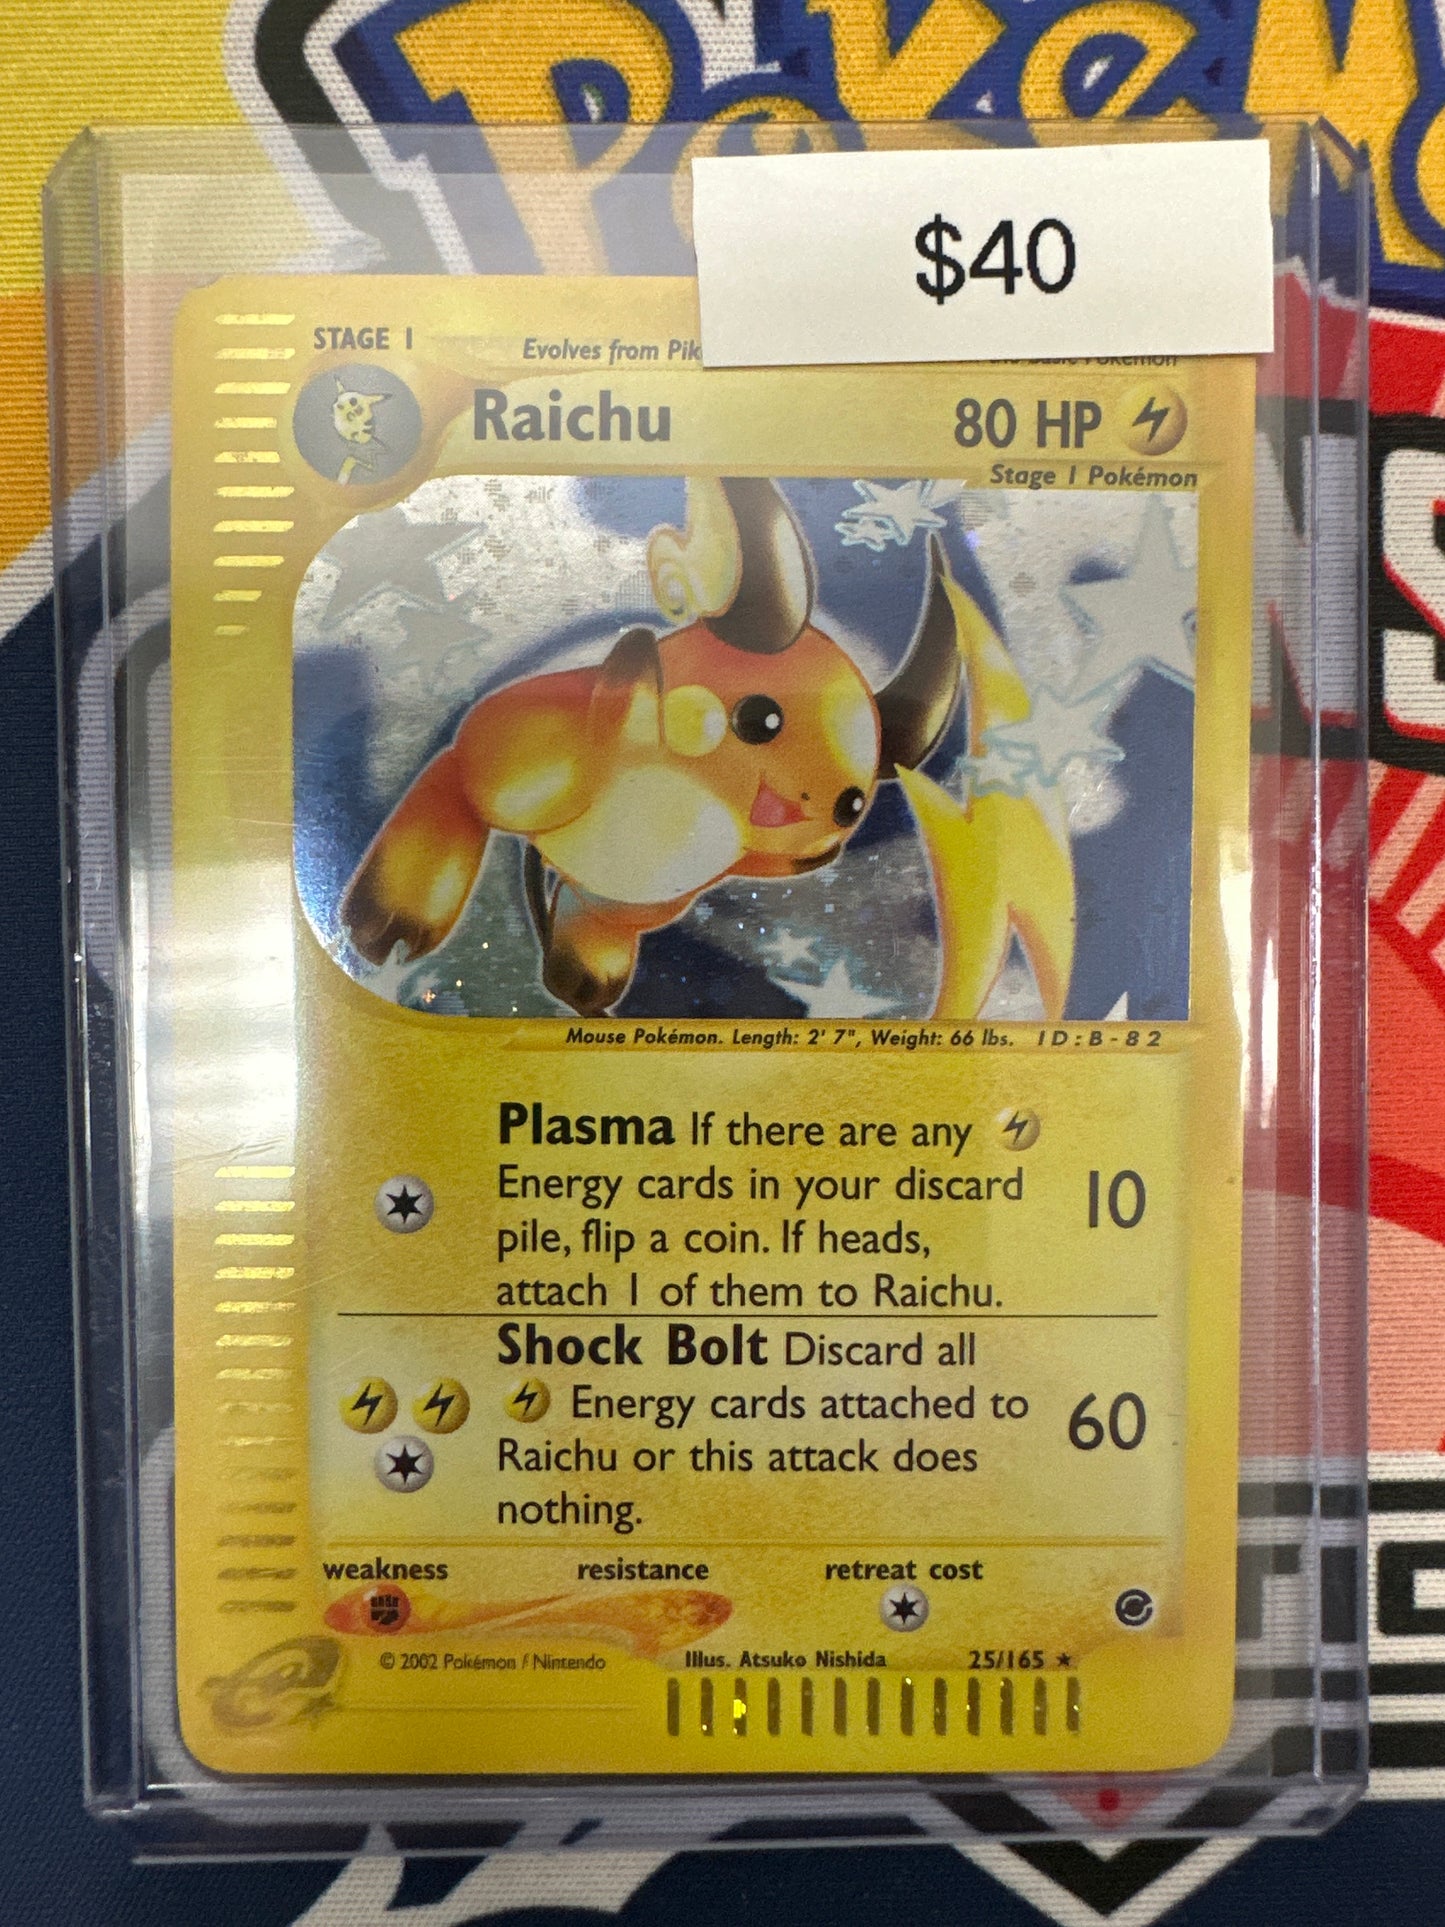 Pokém
$40
STAGE 1
Evolves from Pik
Basic Pokémon
Raichu
80 HP
Stage 1 Pokémon
Mouse Pokémon. Length: 2' 7", Weight: 66 lbs. ID:B-82
Plasma If there are any
Energy cards in your discard
pile, flip a coin. If heads,
attach 1 of them to Raichu.
10
Shock Bolt Discard all
Energy cards attached to
Raichu or this attack does
nothing.
60
weakness
resistance
retreat cost
© 2002 Pokémon / Nintendo
Illus. Atsuko Nishida
25/165 ★